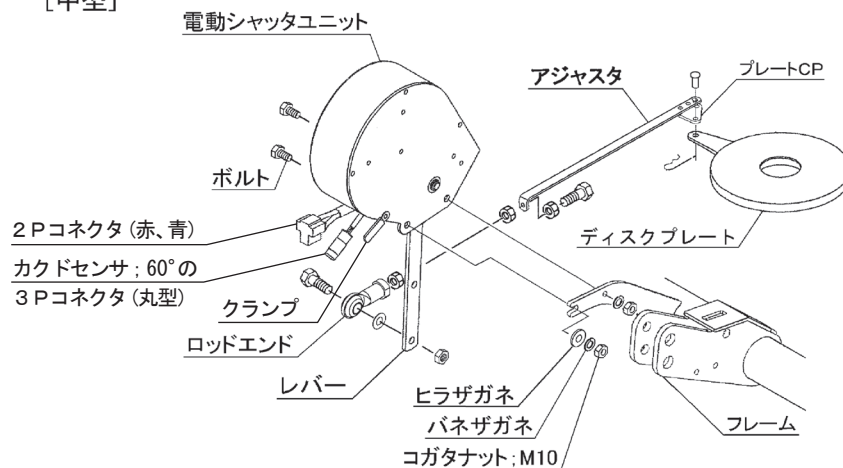 [中型]
電動シャッタユニット
アジャスタ
プレートCP
ボルト
2Pコネクタ(赤、青)
ディスクプレート
カクドセンサ;60°の
3Pコネクタ(丸型)
クランプ
ロッドエンド
レバー
ヒラザガネ
バネザガネ
フレーム
コガタナット;M10